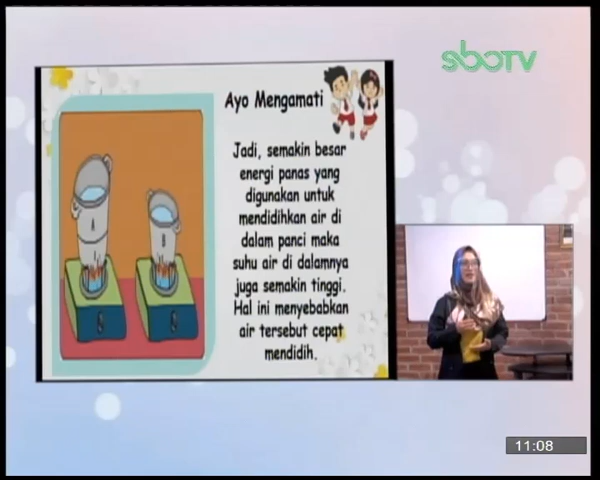 sbotv
Ayo Mengamati
Jadi, semakin besar
energi panas yang
digunakan untuk
mendidihkan air di
dalam panci maka
suhu air di dalamnya
juga semakin tinggi.
Hal ini menyebabkan
air tersebut cepat
mendidih.
A
B
11:08